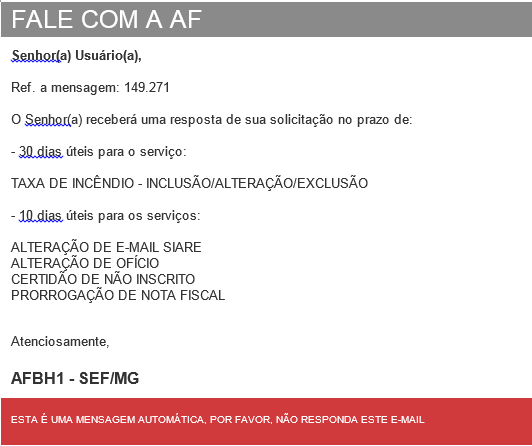 FALE COM A AF
Senhor(a) Usuário(a),
Ref. a mensagem: 149.271
O Senhor(a) receberá uma resposta de sua solicitação no prazo de:
- 30 dias úteis para o serviço:
TAXA DE INCÊNDIO - INCLUSÃO/ALTERAÇÃO/EXCLUSÃO
- 10 dias úteis para os serviços:
ALTERAÇÃO DE E-MAIL SIARE
ALTERAÇÃO DE OFÍCIO
CERTIDÃO DE NÃO INSCRITO
PRORROGAÇÃO DE NOTA FISCAL
Atenciosamente,
AFBH1 - SEF/MG
ESTA É UMA MENSAGEM AUTOMÁTICA, POR FAVOR, NÃO RESPONDA ESTE E-MAIL